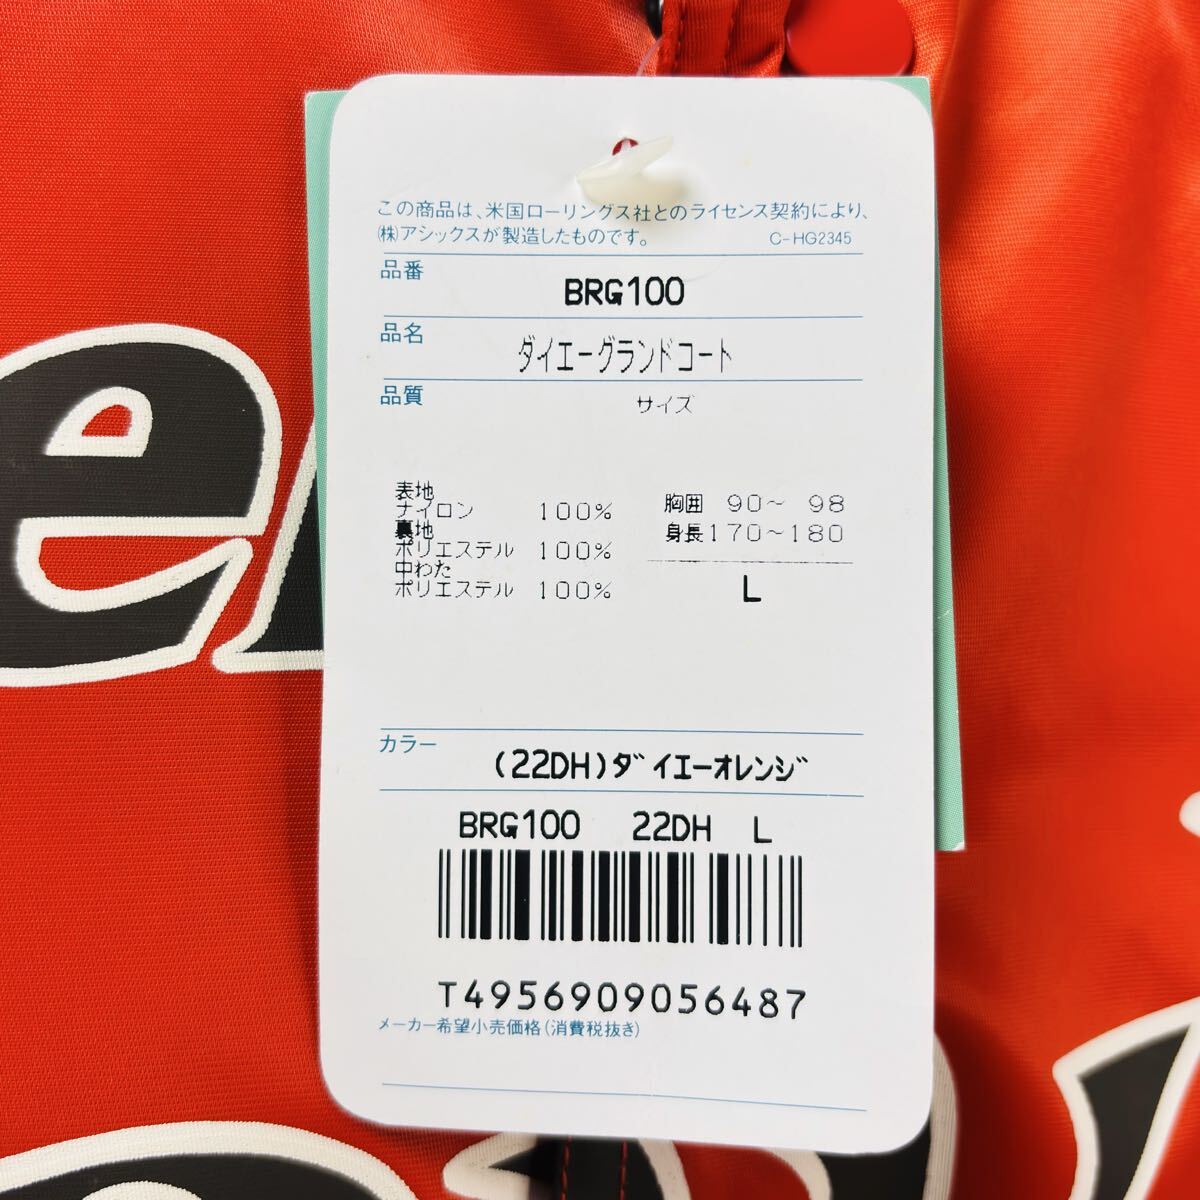 この商品は、米国ローリングス社とのライセンス契約により、
㈱アシックスが製造したものです。 C-HG2345
品番
BRG100
品名
ダイエーグランドコート
品質
サイズ
表地
ナイロン 100%
裏地
ポリエステル 100%
中わた
ポリエステル 100%
胸囲 90〜 98
身長170〜180
L
カラー
(22DH)ダイエーオレンジ
BRG100 22DH L
T4956909056487
メーカー希望小売価格(消費税抜き)